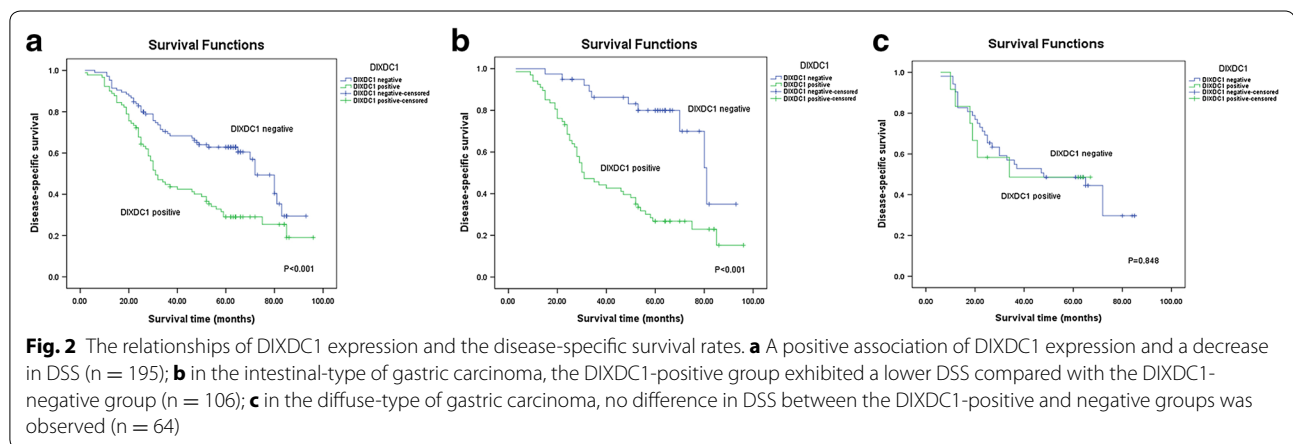 a
Survival Functions
DIXDC1
DIXDC1 negative
DIXDC1 positive
DIXDC1 negative-censored
DIXDC1 positive-censored
1.0
0.8
0.6
0.4
0.2
0.0
Disease-specific survival
DIXDC1 negative
DIXDC1 positive
P<0.001
0.00 20.00 40.00 60.00 80.00 100.00
Survival time (months)
b
Survival Functions
DIXDC1
DIXDC1 negative
DIXDC1 positive
DIXDC1 negative-censored
DIXDC1 positive-censored
1.0
0.8
0.6
0.4
0.2
0.0
Disease-specific survival
DIXDC1 negative
DIXDC1 positive
P<0.001
0.00 20.00 40.00 60.00 80.00 100.00
Survival time (months)
c
Survival Functions
DIXDC1
DIXDC1 negative
DIXDC1 positive
DIXDC1 negative-censored
DIXDC1 positive-censored
1.0
0.8
0.6
0.4
0.2
0.0
Disease-specific survival
DIXDC1 negative
DIXDC1 positive
P=0.848
0.00 20.00 40.00 60.00 80.00 100.00
Survival time (months)
Fig. 2 The relationships of DIXDC1 expression and the disease-specific survival rates. a A positive association of DIXDC1 expression and a decrease
in DSS (n = 195); b in the intestinal-type of gastric carcinoma, the DIXDC1-positive group exhibited a lower DSS compared with the DIXDC1-
negative group (n = 106); c in the diffuse-type of gastric carcinoma, no difference in DSS between the DIXDC1-positive and negative groups was
observed (n = 64)